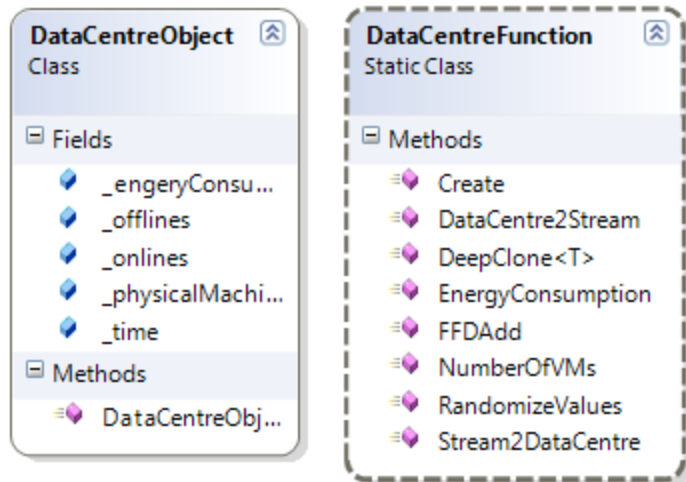 DataCentreObject
Class
Fields
_engeryConsu...
_offlines
_onlines
_physicalMachi...
_time
Methods
DataCentreObj...
DataCentreFunction
Static Class
Methods
Create
DataCentre2Stream
DeepClone<T>
EnergyConsumption
FFDAdd
NumberOfVMs
RandomizeValues
Stream2DataCentre